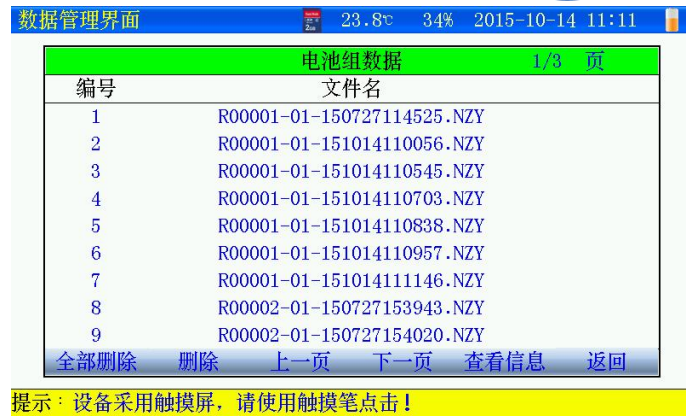 数据管理界面 23.8℃ 34% 2015-10-14 11:11
电池组数据 1/3 页
编号 文件名
1 R00001-01-150727114525.NZY
2 R00001-01-151014110056.NZY
3 R00001-01-151014110545.NZY
4 R00001-01-151014110703.NZY
5 R00001-01-151014110838.NZY
6 R00001-01-151014110957.NZY
7 R00001-01-151014111146.NZY
8 R00002-01-150727153943.NZY
9 R00002-01-150727154020.NZY
全部删除 删除 上一页 下一页 查看信息 返回
提示：设备采用触摸屏，请使用触摸笔点击！